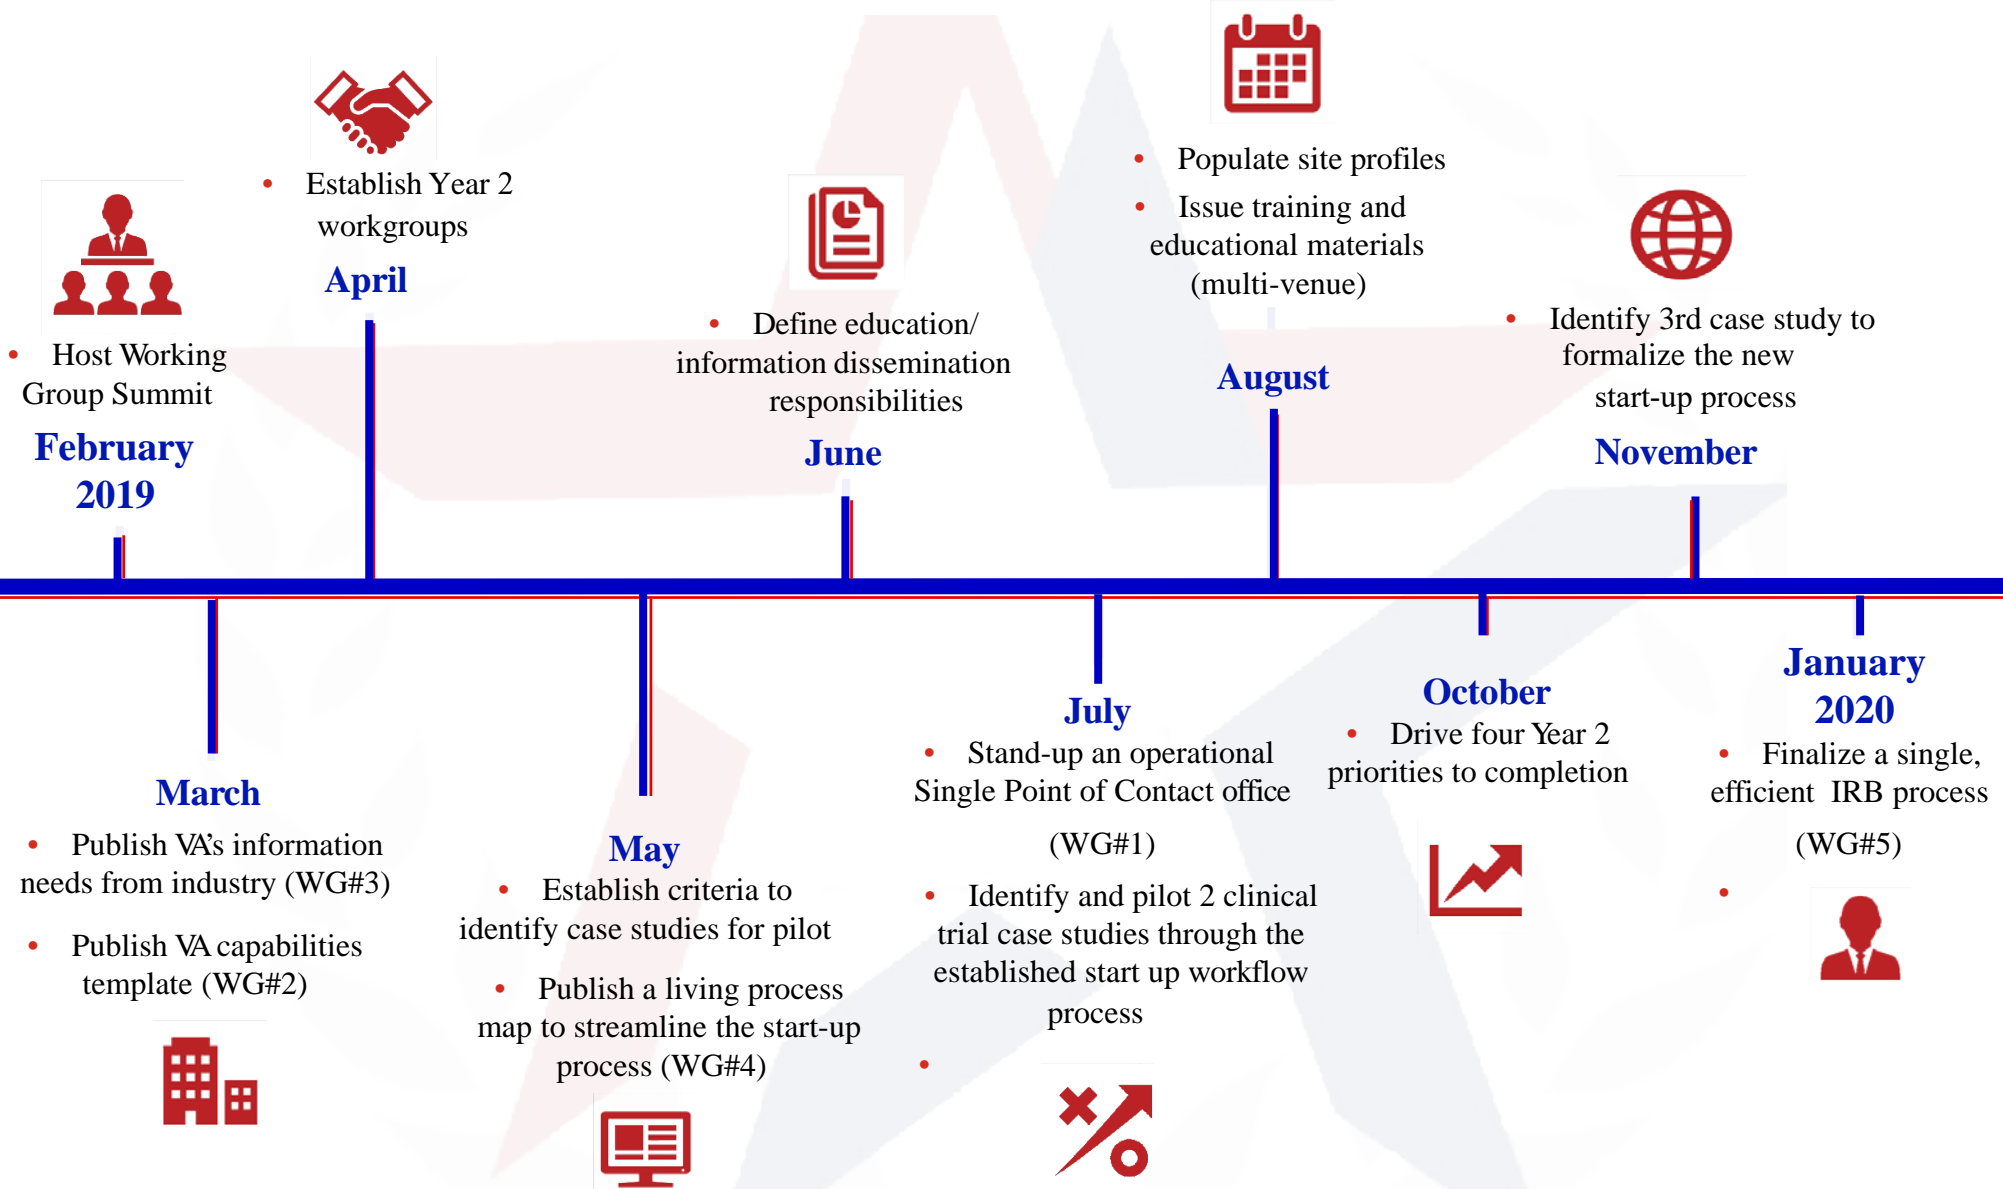 • Host Working
Group Summit
February
2019
• Establish Year 2
workgroups
April
• Define education/
information dissemination
responsibilities
June
• Populate site profiles
• Issue training and
educational materials
(multi-venue)
August
• Identify 3rd case study to
formalize the new
start-up process
November
March
• Publish VA's information
needs from industry (WG#3)
• Publish VA capabilities
template (WG#2)
May
• Establish criteria to
identify case studies for pilot
• Publish a living process
map to streamline the start-up
process (WG#4)
July
• Stand-up an operational
Single Point of Contact office
(WG#1)
• Identify and pilot 2 clinical
trial case studies through the
established start up workflow
process
•
October
• Drive four Year 2
priorities to completion
January
2020
• Finalize a single,
efficient IRB process
(WG#5)
•